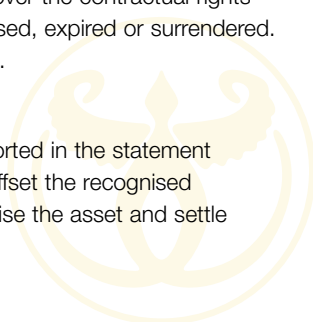 over the contractual rights
sed, expired or surrendered.
.
orted in the statement
ffset the recognised
ise the asset and settle